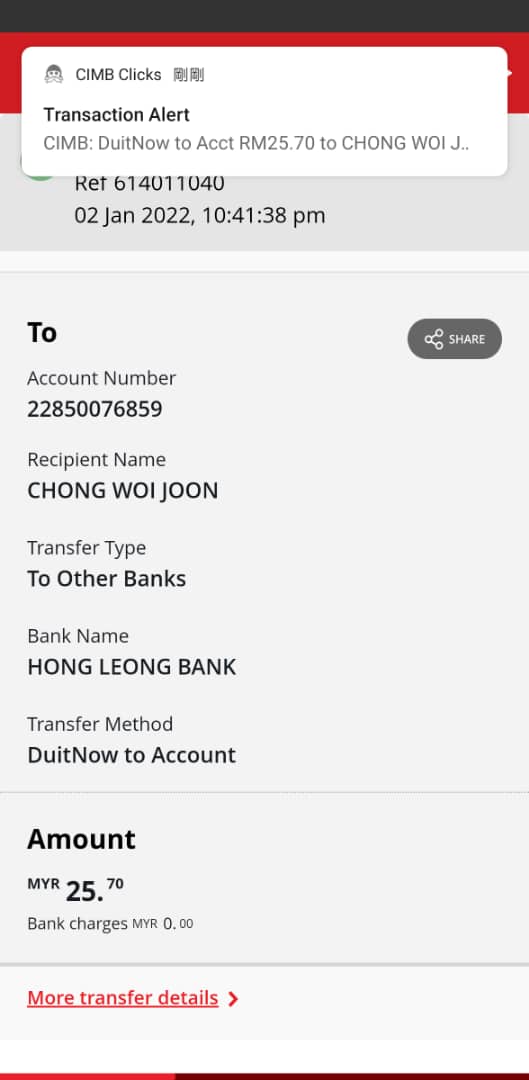 CIMB Clicks 剛剛
Transaction Alert
CIMB: DuitNow to Acct RM25.70 to CHONG WOI J..
Ref 614011040
02 Jan 2022, 10:41:38 pm
To
SHARE
Account Number
22850076859
Recipient Name
CHONG WOI JOON
Transfer Type
To Other Banks
Bank Name
HONG LEONG BANK
Transfer Method
DuitNow to Account
Amount
MYR 25.70
Bank charges MYR 0.00
More transfer details